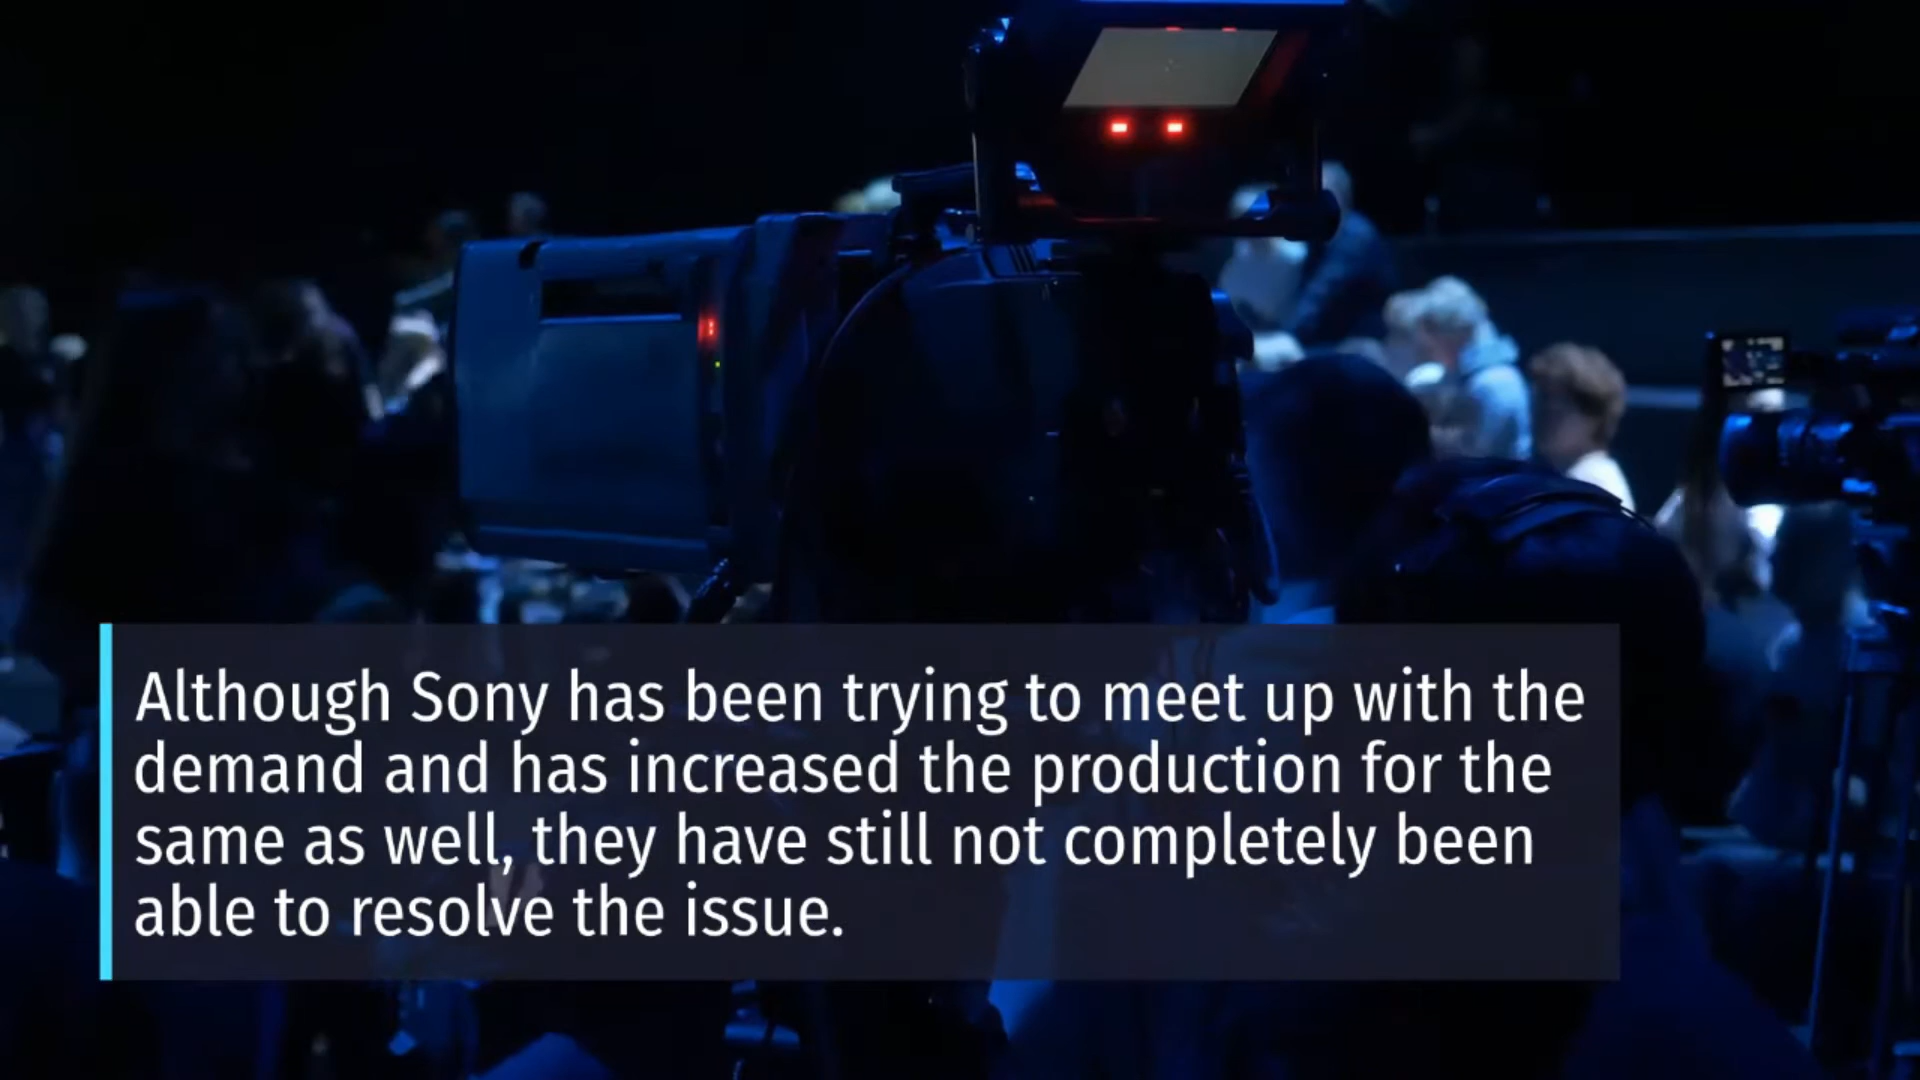 Although Sony has been trying to meet up with the
demand and has increased the production for the
same as well, they have still not completely been
able to resolve the issue.